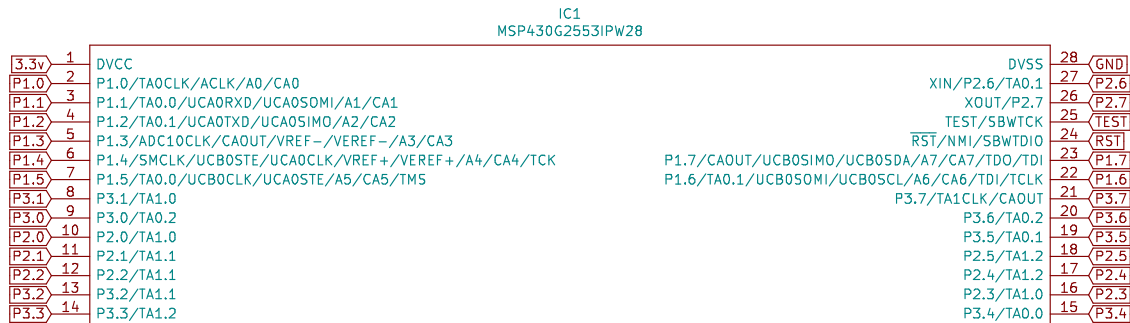 IC1
MSP430G2553IPW28
3.3v 1 DVCC DVSS 28 GND
P1.0 2 P1.0/TA0CLK/ACLK/A0/CA0 XIN/P2.6/TA0.1 27 P2.6
P1.1 3 P1.1/TA0.0/UCA0RXD/UCA0SOMI/A1/CA1 XOUT/P2.7 26 P2.7
P1.2 4 P1.2/TA0.1/UCA0TXD/UCA0SIMO/A2/CA2 TEST/SBWTCK 25 TEST
P1.3 5 P1.3/ADC10CLK/CAOUT/VREF-/VEREF-/A3/CA3 RST/NMI/SBWTDIO 24 RST
P1.4 6 P1.4/SMCLK/UCB0STE/UCA0CLK/VREF+/VEREF+/A4/CA4/TCK P1.7/CAOUT/UCB0SIMO/UCB0SDA/A7/CA7/TDO/TDI 23 P1.7
P1.5 7 P1.5/TA0.0/UCB0CLK/UCA0STE/A5/CA5/TMS P1.6/TA0.1/UCB0SOMI/UCB0SCL/A6/CA6/TDI/TCLK 22 P1.6
P3.1 8 P3.1/TA1.0 P3.7/TA1CLK/CAOUT 21 P3.7
P3.0 9 P3.0/TA0.2 P3.6/TA0.2 20 P3.6
P2.0 10 P2.0/TA1.0 P3.5/TA0.1 19 P3.5
P2.1 11 P2.1/TA1.1 P2.5/TA1.2 18 P2.5
P2.2 12 P2.2/TA1.1 P2.4/TA1.2 17 P2.4
P3.2 13 P3.2/TA1.1 P2.3/TA1.0 16 P2.3
P3.3 14 P3.3/TA1.2 P3.4/TA0.0 15 P3.4